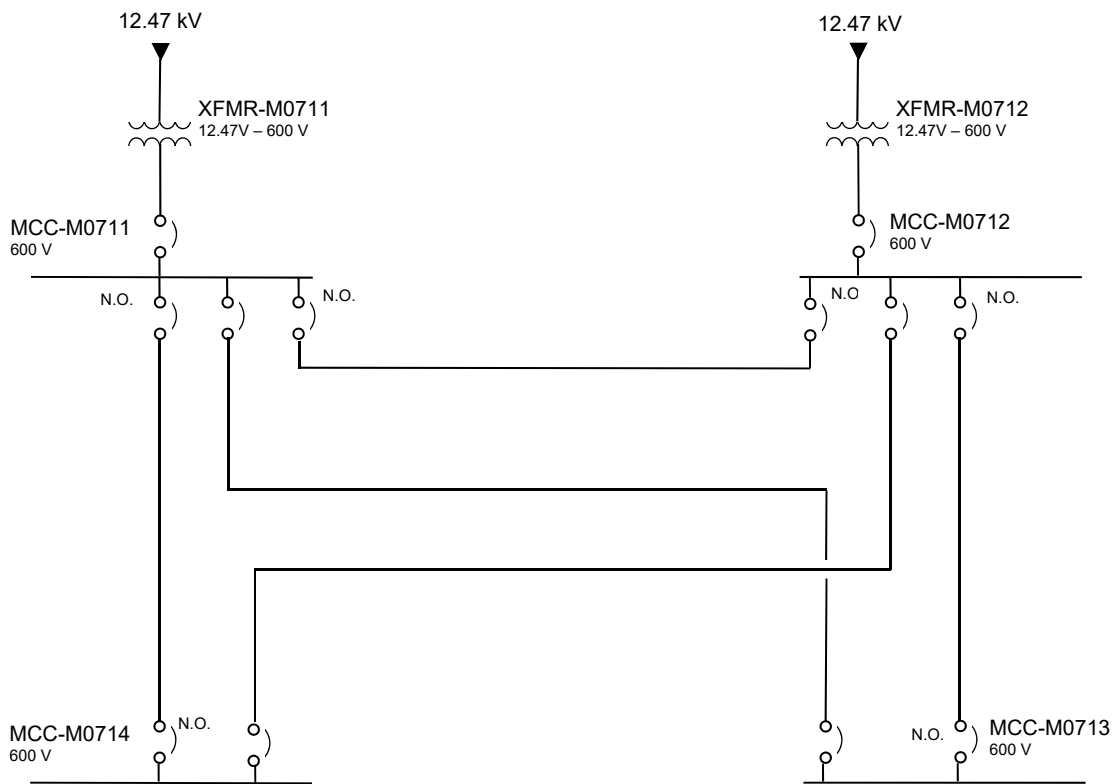 12.47 kV
12.47 kV
XFMR-M0711
12.47V – 600 V
XFMR-M0712
12.47V – 600 V
MCC-M0711
600 V
MCC-M0712
600 V
N.O.
N.O.
N.O
N.O.
MCC-M0714
600 V
N.O.
N.O.
MCC-M0713
600 V